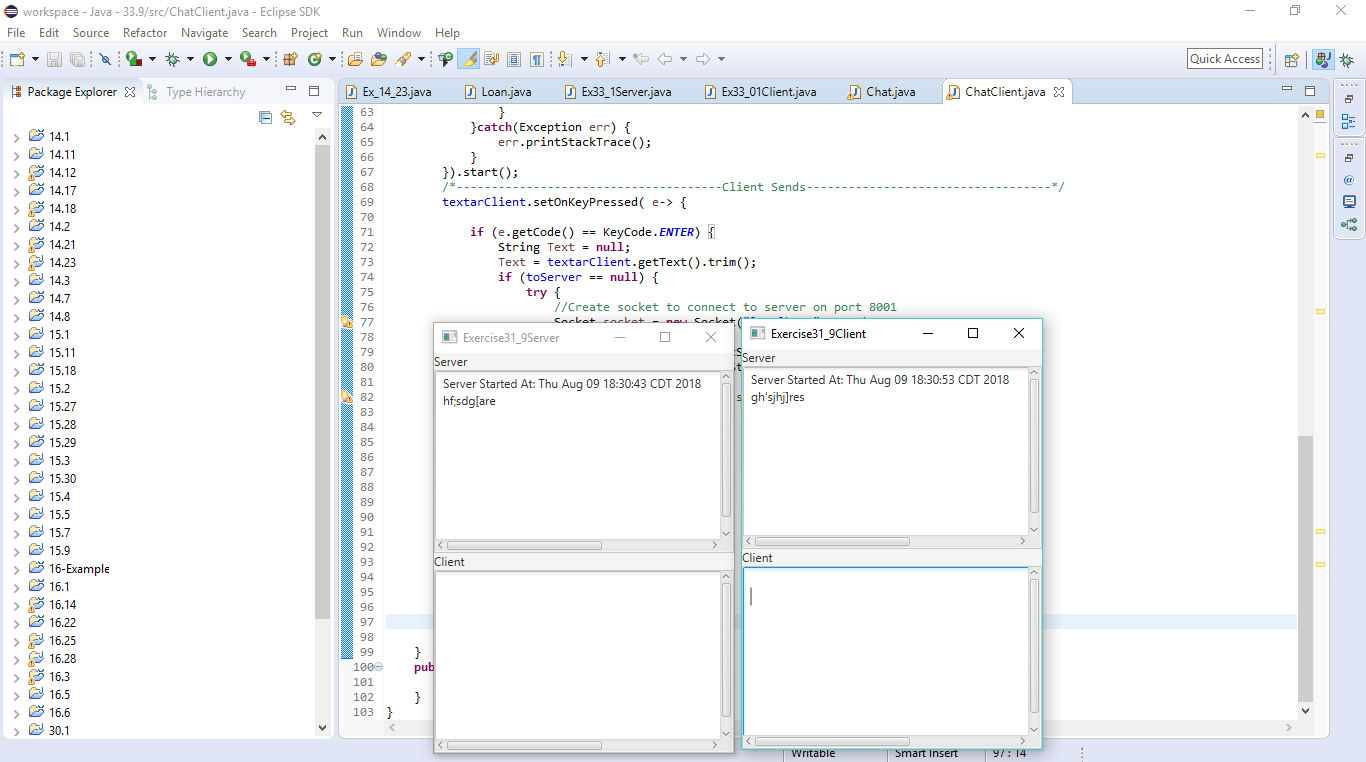 workspace - Java - 33.9/src/ChatClient.java - Eclipse SDK
File Edit Source Refactor Navigate Search Project Run Window Help
Quick Access
Package Explorer Type Hierarchy
14.1
14.11
14.12
14.17
14.18
14.2
14.21
14.23
14.3
14.7
14.8
15.1
15.11
15.18
15.2
15.27
15.28
15.29
15.3
15.30
15.4
15.5
15.7
15.9
16-Example
16.1
16.14
16.22
16.25
16.28
16.3
16.5
16.6
30.1
Ex_14_23.java Loan.java Ex33_1Server.java Ex33_01Client.java Chat.java ChatClient.java
63 }
64 }catch(Exception err) {
65 err.printStackTrace();
66 }
67 }).start();
68 /*--------------------------------------Client Sends-----------------------------------*/
69 textarClient.setOnKeyPressed( e-> {
70
71 if (e.getCode() == KeyCode.ENTER) {
72 String Text = null;
73 Text = textarClient.getText().trim();
74 if (toServer == null) {
75 try {
76 //Create socket to connect to server on port 8001
77 Socket socket = new Socket(
78
79
80
81
82
83
84
85
86
87
88
89
90
91
92
93
94
95
96
97
98
99 }
100 pub
101
102 }
103 }
Exercise31_9Server
Server
Server Started At: Thu Aug 09 18:30:43 CDT 2018
hf;sdg[are
Client
Exercise31_9Client
Server
Server Started At: Thu Aug 09 18:30:53 CDT 2018
gh'sjhj]res
Client
Writable Smart Insert 97 : 14